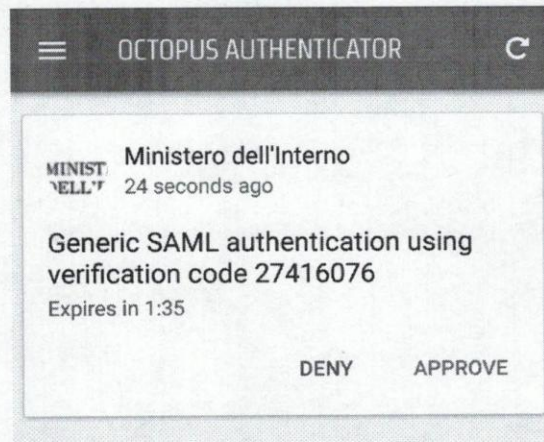 OCTOPUS AUTHENTICATOR
MINIST
Ministero dell'Interno
24 seconds ago
Generic SAML authentication using
verification code 27416076
Expires in 1:35
DENY APPROVE